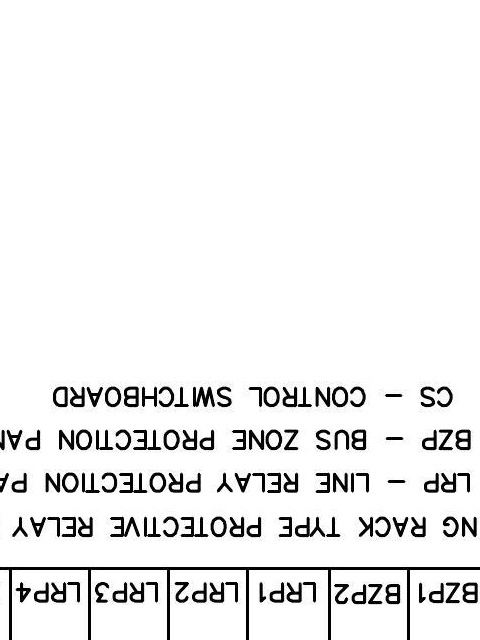 BZP1 BZP2 LRP1 LRP2 LRP3 LRP4
NG RACK TYPE PROTECTIVE RELAY
LRP – LINE RELAY PROTECTION PA
BZP – BUS ZONE PROTECTION PAN
CS – CONTROL SWITCHBOARD